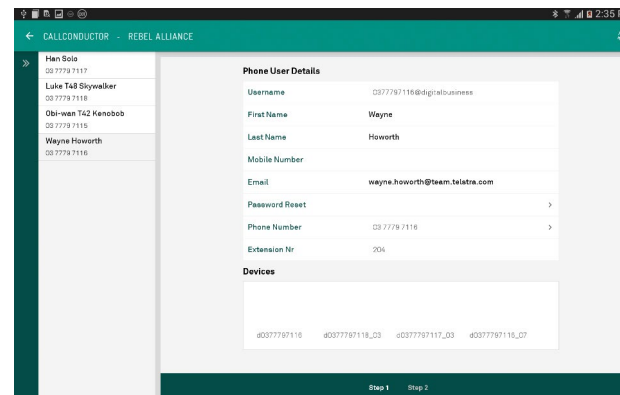 2:35 P
CALLCONDUCTOR - REBEL ALLIANCE
Han Solo
03 7779 7117
Luke T48 Skywalker
03 7779 7118
Obi-wan T42 Kenobob
03 7779 7115
Wayne Howorth
03 7779 7116
Phone User Details
Username 0377797116@digitalbusiness
First Name Wayne
Last Name Howorth
Mobile Number
Email wayne.howorth@team.telstra.com
Password Reset
Phone Number 03 7779 7116
Extension Nr 204
Devices
d0377797116 d0377797118_03 d0377797117_03 d0377797116_07
Step 1 Step 2